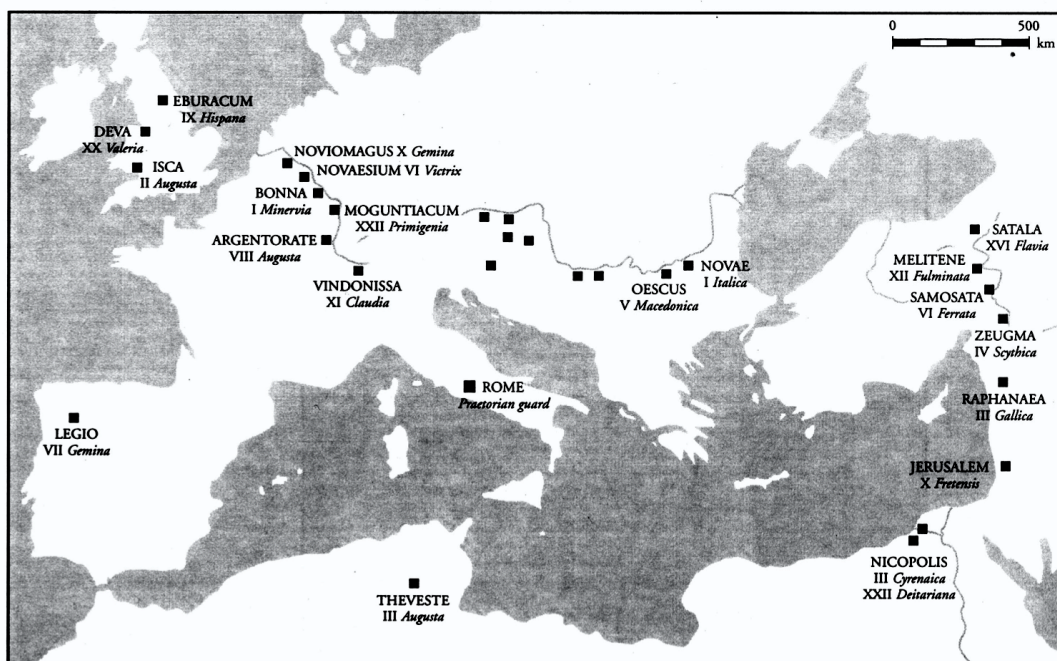 0 500
km
EBURACUM
IX Hispana
DEVA
XX Valeria
ISCA
II Augusta
NOVIOMAGUS X Gemina
NOVAESIUM VI Victrix
BONNA
I Minervia
MOGUNTIACUM
XXII Primigenia
ARGENTORATE
VIII Augusta
VINDONISSA
XI Claudia
NOVAE
I Italica
OESCUS
V Macedonica
SATALA
XVI Flavia
MELITENE
XII Fulminata
SAMOSATA
VI Ferrata
ZEUGMA
IV Scythica
RAPHANAEA
III Gallica
ROME
Praetorian guard
LEGIO
VII Gemina
JERUSALEM
X Fretensis
NICOPOLIS
III Cyrenaica
XXII Deitariana
THEVESTE
III Augusta